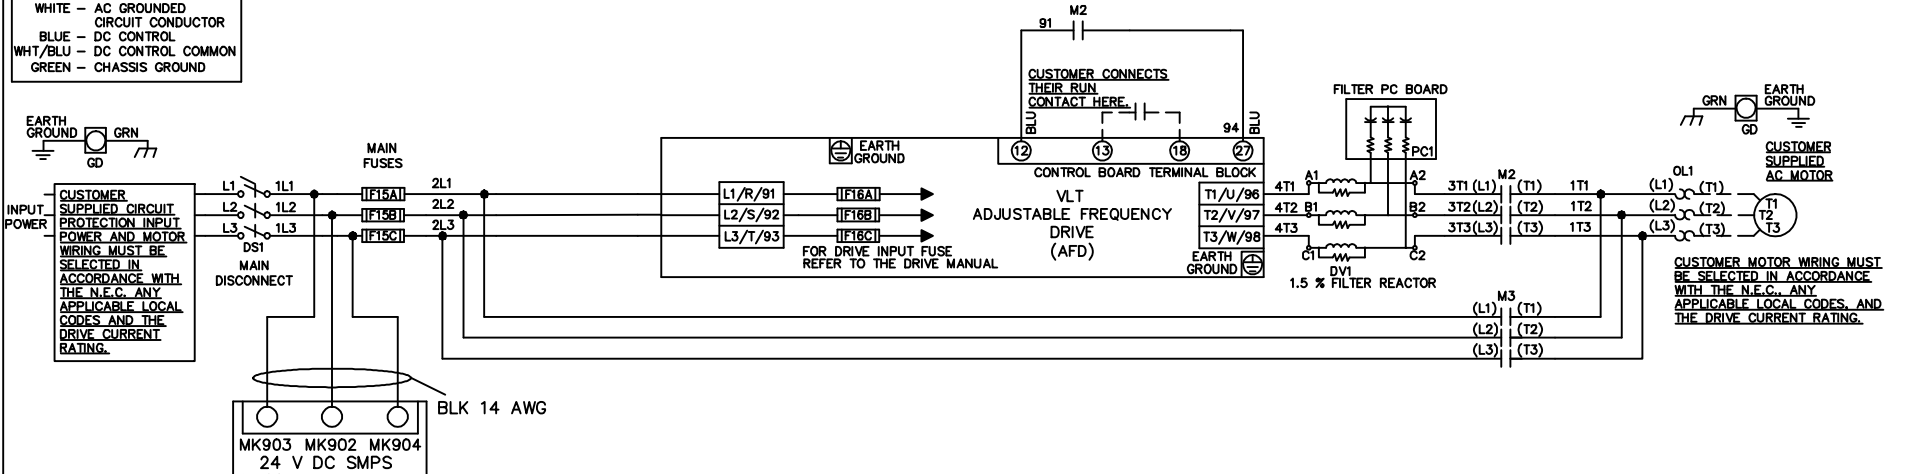 WHITE – AC GROUNDED
CIRCUIT CONDUCTOR
BLUE – DC CONTROL
WHT/BLU – DC CONTROL COMMON
GREEN – CHASSIS GROUND
EARTH
GROUND
GRN
GD
INPUT
POWER
CUSTOMER
SUPPLIED CIRCUIT
PROTECTION INPUT
POWER AND MOTOR
WIRING MUST BE
SELECTED IN
ACCORDANCE WITH
THE N.E.C. ANY
APPLICABLE LOCAL
CODES AND THE
DRIVE CURRENT
RATING.
L1 1L1
L2 1L2
L3 1L3
DS1
MAIN
DISCONNECT
MAIN
FUSES
F15A
F15B
F15C
2L1
2L2
2L3
BLK 14 AWG
MK903 MK902 MK904
24 V DC SMPS
EARTH
GROUND
L1/R/91
L2/S/92
L3/T/93
F16A
F16B
F16C
FOR DRIVE INPUT FUSE
REFER TO THE DRIVE MANUAL
VLT
ADJUSTABLE FREQUENCY
DRIVE
(AFD)
M2
91
CUSTOMER CONNECTS
THEIR RUN
CONTACT HERE.
BLU
94 BLU
12 13 18 27
CONTROL BOARD TERMINAL BLOCK
T1/U/96
T2/V/97
T3/W/98
EARTH
GROUND
4T1
4T2
4T3
A1 A2
B1 B2
C1 C2
DV1
1.5 % FILTER REACTOR
FILTER PC BOARD
PC1
M2
3T1 (L1) (T1) 1T1
3T2(L2) (T2) 1T2
3T3(L3) (T3) 1T3
M3
(L1) (T1)
(L2) (T2)
(L3) (T3)
OL1
(L1) (T1)
(L2) (T2)
(L3) (T3)
T1
T2
T3
GRN
GD
EARTH
GROUND
CUSTOMER
SUPPLIED
AC MOTOR
CUSTOMER MOTOR WIRING MUST
BE SELECTED IN ACCORDANCE
WITH THE N.E.C., ANY
APPLICABLE LOCAL CODES, AND
THE DRIVE CURRENT RATING.